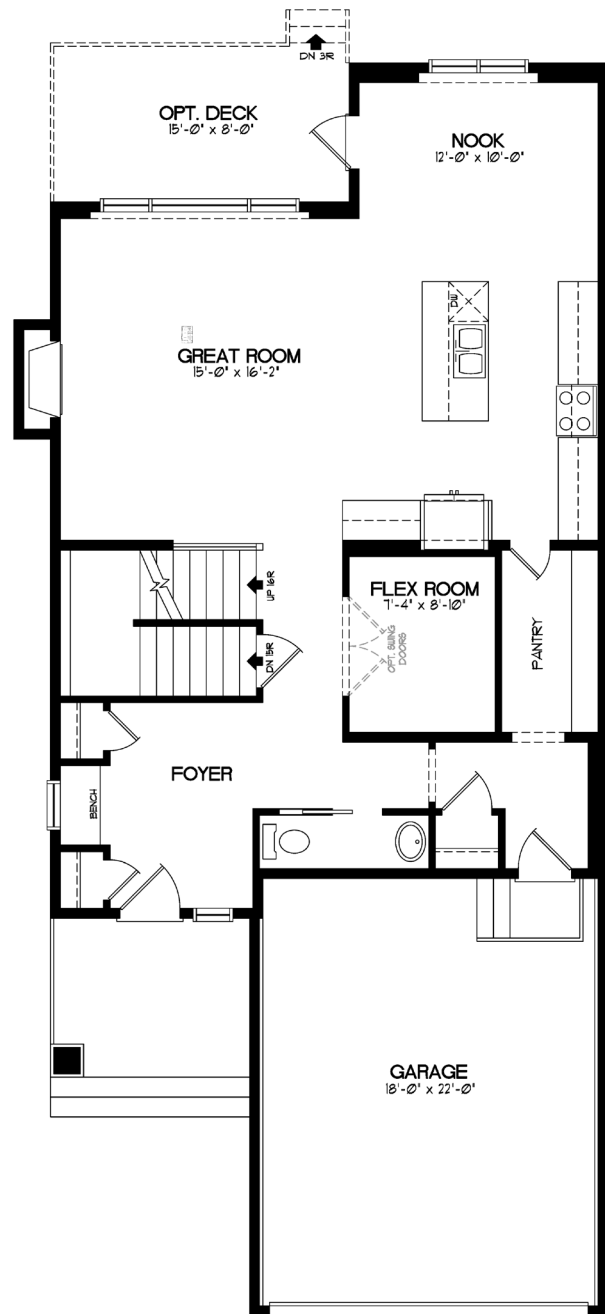 DN 3R
OPT. DECK
15'-0" x 8'-0"
NOOK
12'-0" x 10'-0"
DW
GREAT ROOM
15'-0" x 16'-2"
UP 16R
FLEX ROOM
7'-4" x 8'-10"
OPT. SWING
DOORS
PANTRY
DN 15R
FOYER
BENCH
GARAGE
18'-0" x 22'-0"